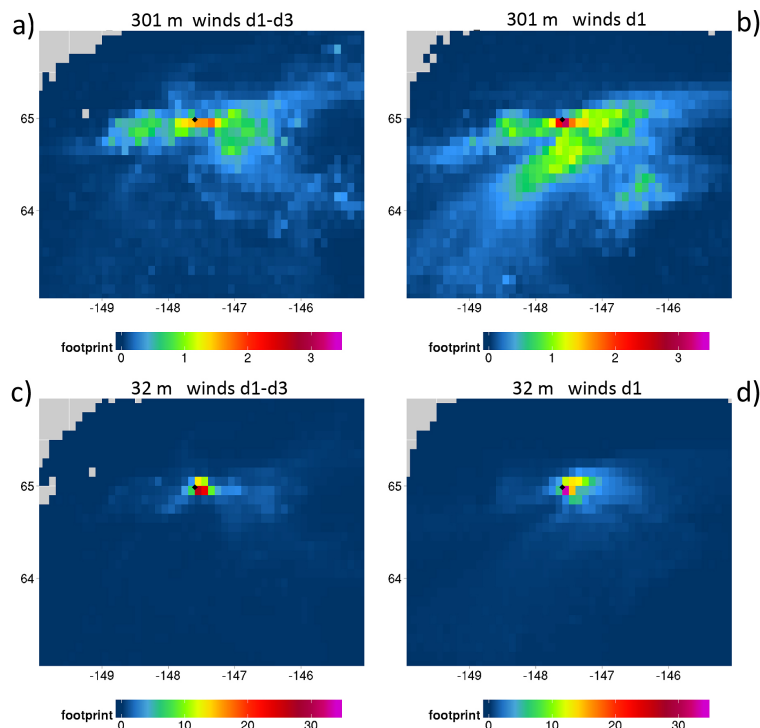 a) 301 m winds d1-d3 301 m winds d1 b)
65 65
64 64
-149 -148 -147 -146 -149 -148 -147 -146
footprint footprint
0 1 2 3 0 1 2 3
c) 32 m winds d1-d3 32 m winds d1 d)
65 65
64 64
-149 -148 -147 -146 -149 -148 -147 -146
footprint footprint
0 10 20 30 0 10 20 30